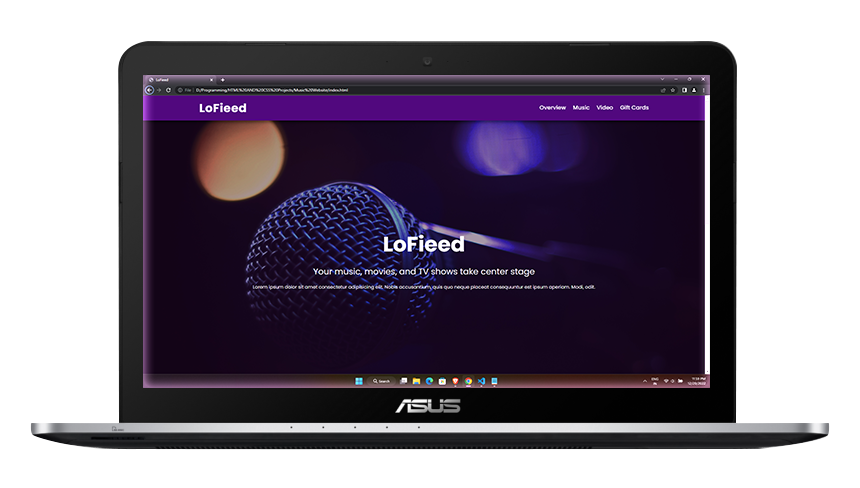 LoFieed
File | D:/Programming/HTML%20AND%20CSS%20Projects/Music%20Website/index.html
LoFieed
Overview Music Video Gift Cards
LoFieed
Your music, movies, and TV shows take center stage
Lorem ipsum dolor sit amet consectetur adipisicing elit. Nobis accusantium, quis quo neque placeat consequuntur est ipsum aperiam. Modi, odit.
Search
ENG
IN
ASUS